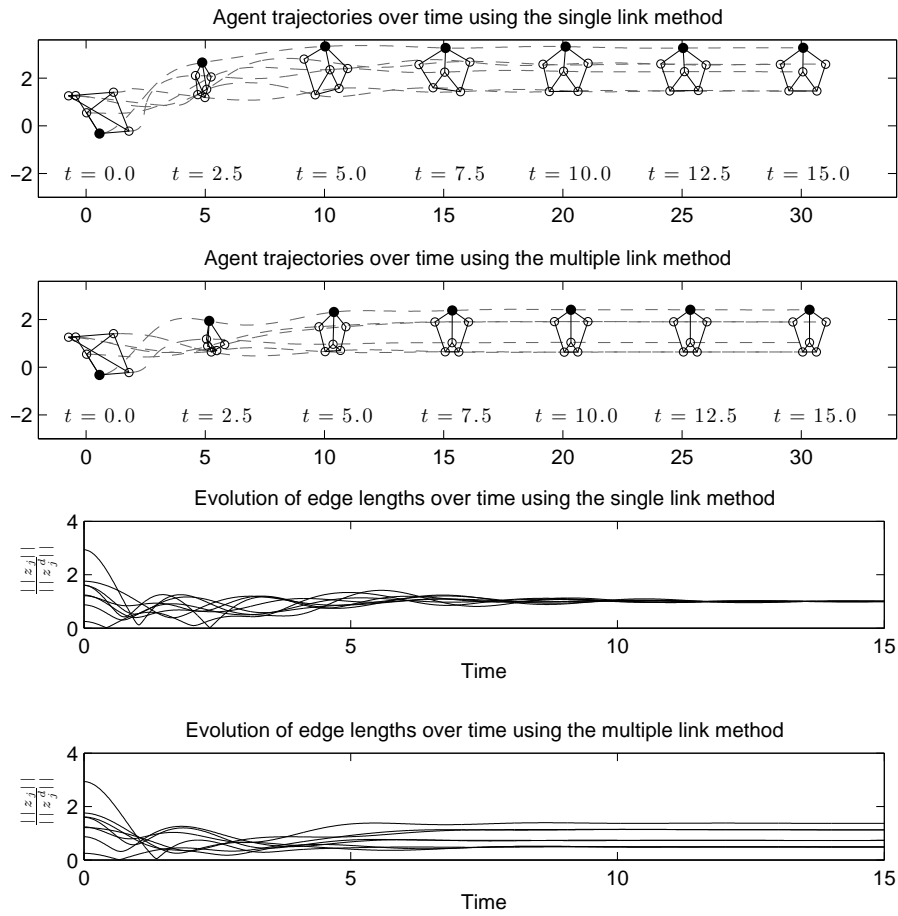 Agent trajectories over time using the single link method
2
0
−2
t = 0.0 t = 2.5 t = 5.0 t = 7.5 t = 10.0 t = 12.5 t = 15.0
0 5 10 15 20 25 30
Agent trajectories over time using the multiple link method
2
0
−2
t = 0.0 t = 2.5 t = 5.0 t = 7.5 t = 10.0 t = 12.5 t = 15.0
0 5 10 15 20 25 30
Evolution of edge lengths over time using the single link method
||z_j||
||z_j^d||
4
2
0
0 5 10 15
Time
Evolution of edge lengths over time using the multiple link method
||z_j||
||z_j^d||
4
2
0
0 5 10 15
Time